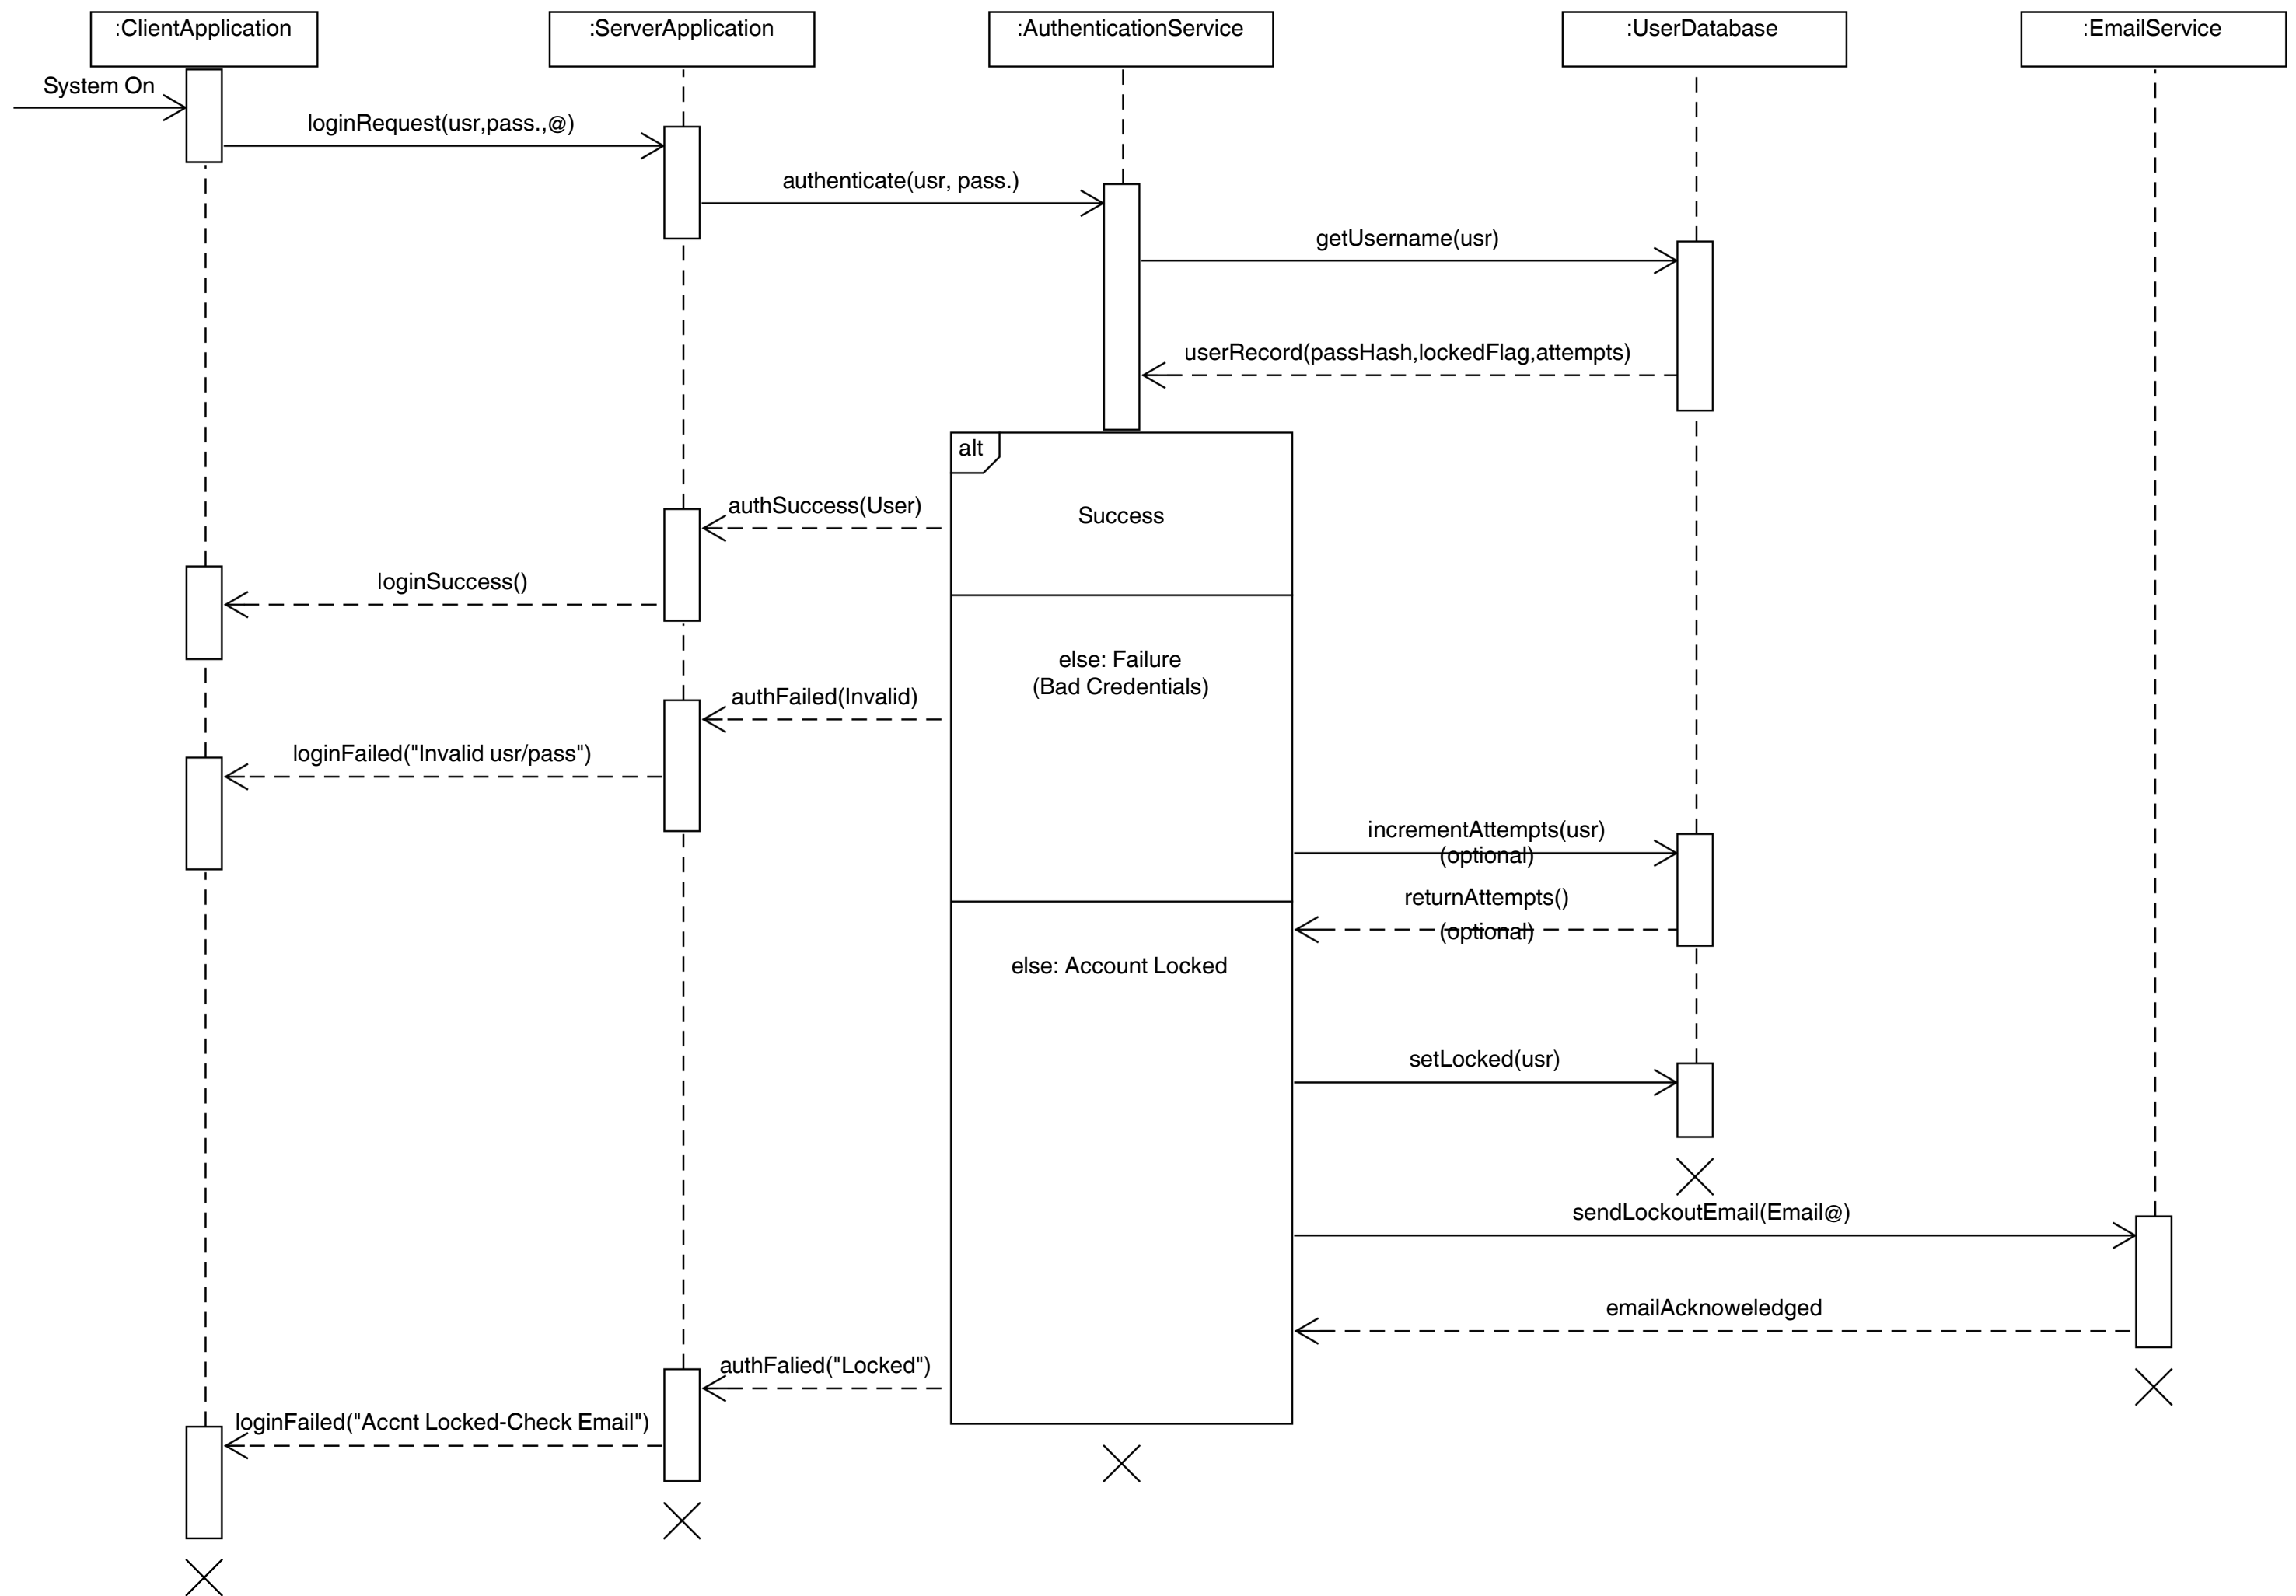 :ClientApplication
:ServerApplication
:AuthenticationService
:UserDatabase
:EmailService
System On
loginRequest(usr,pass.,@)
authenticate(usr, pass.)
getUsername(usr)
userRecord(passHash,lockedFlag,attempts)
alt
authSuccess(User)
Success
loginSuccess()
else: Failure
(Bad Credentials)
authFailed(Invalid)
loginFailed("Invalid usr/pass")
incrementAttempts(usr)
(optional)
returnAttempts()
(optional)
else: Account Locked
setLocked(usr)
sendLockoutEmail(Email@)
emailAcknoweledged
authFalied("Locked")
loginFailed("Accnt Locked-Check Email")